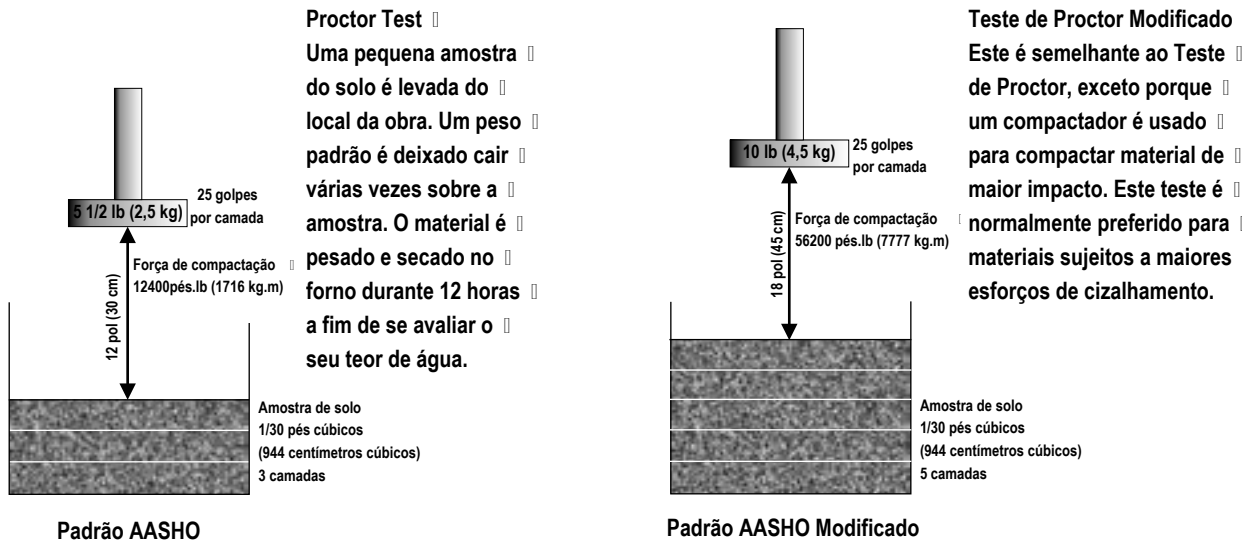 Proctor Test
Uma pequena amostra
do solo é levada do
local da obra. Um peso
padrão é deixado cair
várias vezes sobre a
amostra. O material é
pesado e secado no
forno durante 12 horas
a fim de se avaliar o
seu teor de água.
5 1/2 lb (2,5 kg)
25 golpes
por camada
12 pol (30 cm)
Força de compactação
12400pés.lb (1716 kg.m)
Amostra de solo
1/30 pés cúbicos
(944 centímetros cúbicos)
3 camadas
Padrão AASHO
Teste de Proctor Modificado
Este é semelhante ao Teste
de Proctor, exceto porque
um compactador é usado
para compactar material de
maior impacto. Este teste é
normalmente preferido para
materiais sujeitos a maiores
esforços de cizalhamento.
10 lb (4,5 kg)
25 golpes
por camada
18 pol (45 cm)
Força de compactação
56200 pés.lb (7777 kg.m)
Amostra de solo
1/30 pés cúbicos
(944 centímetros cúbicos)
5 camadas
Padrão AASHO Modificado